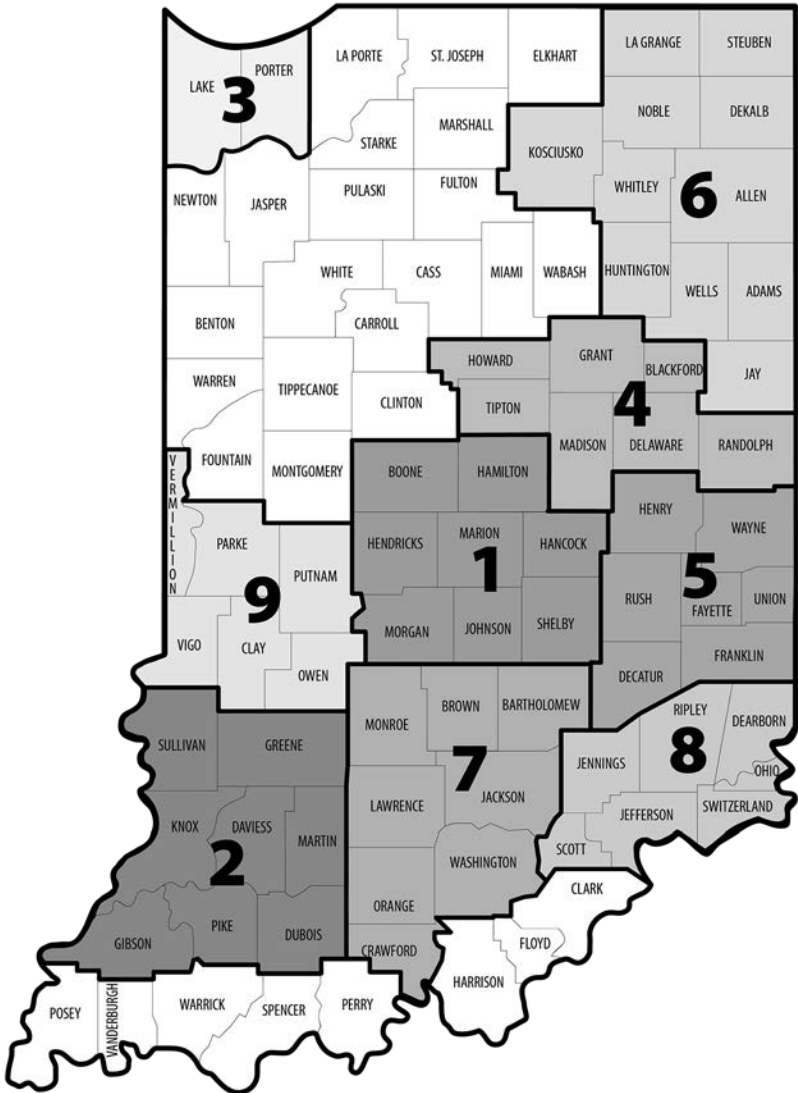 LA PORTE
ST. JOSEPH
ELKHART
LA GRANGE
STEUBEN
LAKE
PORTER
3
STARKE
MARSHALL
KOSCIUSKO
NOBLE
DEKALB
NEWTON
JASPER
PULASKI
FULTON
WHITLEY
6
ALLEN
WHITE
CASS
MIAMI
WABASH
HUNTINGTON
WELLS
ADAMS
BENTON
CARROLL
WARREN
TIPPECANOE
CLINTON
HOWARD
GRANT
BLACKFORD
JAY
TIPTON
4
MADISON
DELAWARE
RANDOLPH
FOUNTAIN
MONTGOMERY
BOONE
HAMILTON
VERMILLION
PARKE
PUTNAM
HENDRICKS
MARION
HANCOCK
1
HENRY
WAYNE
9
RUSH
5
FAYETTE
UNION
VIGO
CLAY
OWEN
MORGAN
JOHNSON
SHELBY
DECATUR
FRANKLIN
SULLIVAN
GREENE
MONROE
BROWN
BARTHOLOMEW
RIPLEY
DEARBORN
7
JENNINGS
8
OHIO
KNOX
DAVIESS
MARTIN
LAWRENCE
JACKSON
JEFFERSON
SWITZERLAND
2
WASHINGTON
SCOTT
GIBSON
PIKE
DUBOIS
ORANGE
CRAWFORD
CLARK
FLOYD
HARRISON
POSEY
VANDERBURGH
WARRICK
SPENCER
PERRY